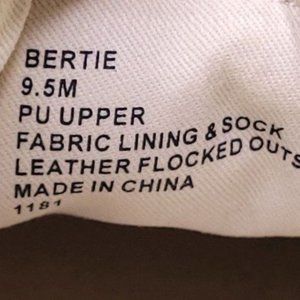 BERTIE
9.5M
PU UPPER
FABRIC LINING & SOCK
LEATHER FLOCKED OUTS
MADE IN CHINA
1181